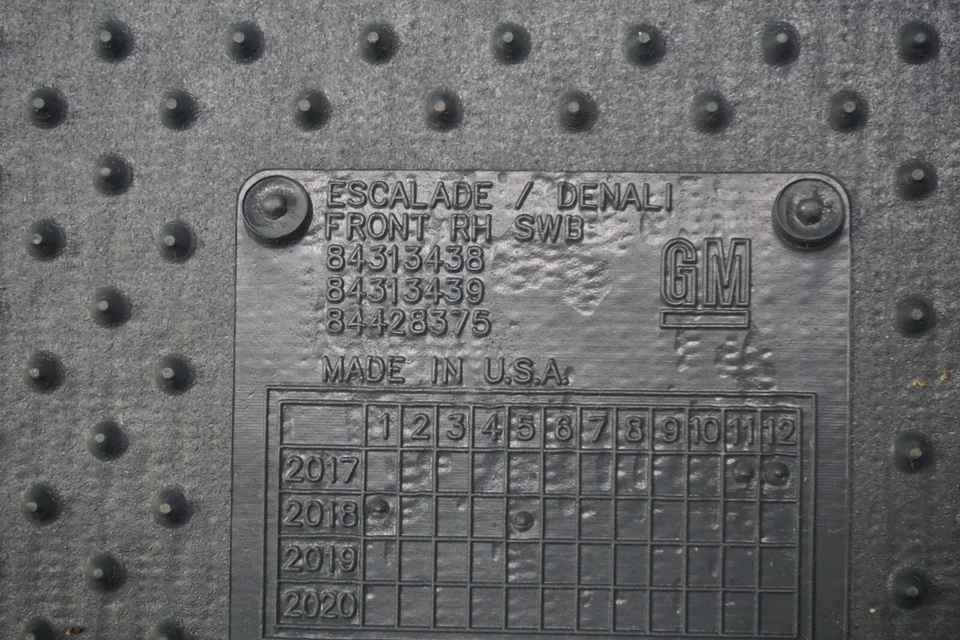 ESCALADE / DENALI
FRONT RH SWB
84313438
84313439
84428375
GM
MADE IN U.S.A.
1 2 3 4 5 6 7 8 9 10 11 12
2017
2018
2019
2020